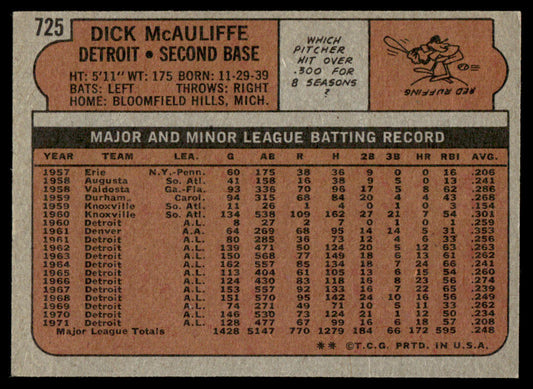 725
DICK McAULIFFE
DETROIT • SECOND BASE
HT: 5'11" WT: 175 BORN: 11-29-39
BATS: LEFT THROWS: RIGHT
HOME: BLOOMFIELD HILLS, MICH.
WHICH
PITCHER
HIT OVER
.300 FOR
8 SEASONS
?
RED RUFFING
MAJOR AND MINOR LEAGUE BATTING RECORD
YEAR TEAM LEA. G AB R H 2B 3B HR RBI AVG.
1957 Erie N.Y.-Penn. 60 175 38 36 9 0 0 16 .206
1958 Augusta So. Atl. 41 158 16 38 9 5 0 13 .241
1958 Valdosta Ga.-Fla. 93 336 70 96 17 5 8 62 .286
1959 Durham Carol. 94 315 68 84 20 4 4 43 .268
1959 Knoxville So. Atl. 11 26 1 4 3 0 0 3 .154
1960 Knoxville So. Atl. 134 538 109 162 27 7 54 .301
1960 Detroit A.L. 8 27 2 7 0 1 0 1 .259
1961 Denver A.A.
1961 Detroit A.L. 80 285 36 73 12 4 6 33 .256
1962 Detroit A.L. 139 471 50 124 20 5 12 63 .263
1963 Detroit A.L. 150 568 77 149 18 6 13 61 .262
1964 Detroit A.L. 162 557 85 134 18 7 24 66 .241
1965 Detroit A.L. 113 404 61 105 13 6 15 54 .260
1966 Detroit A.L. 124 430 83 118 16 8 23 56 .274
1967 Detroit A.L. 153 557 92 133 16 7 22 65 .239
1968 Detroit A.L. 151 570 95 142 24 10 16 56 .249
1969 Detroit A.L. 74 271 49 71 10 5 11 33 .262
1970 Detroit A.L. 146 530 73 124 21 1 12 50 .234
1971 Detroit A.L. 128 477 67 99 16 6 18 57 .208
Major League Totals 1428 5147 770 1279 184 66 172 595 .248
** ©T.C.G. PRTD. IN U.S.A.